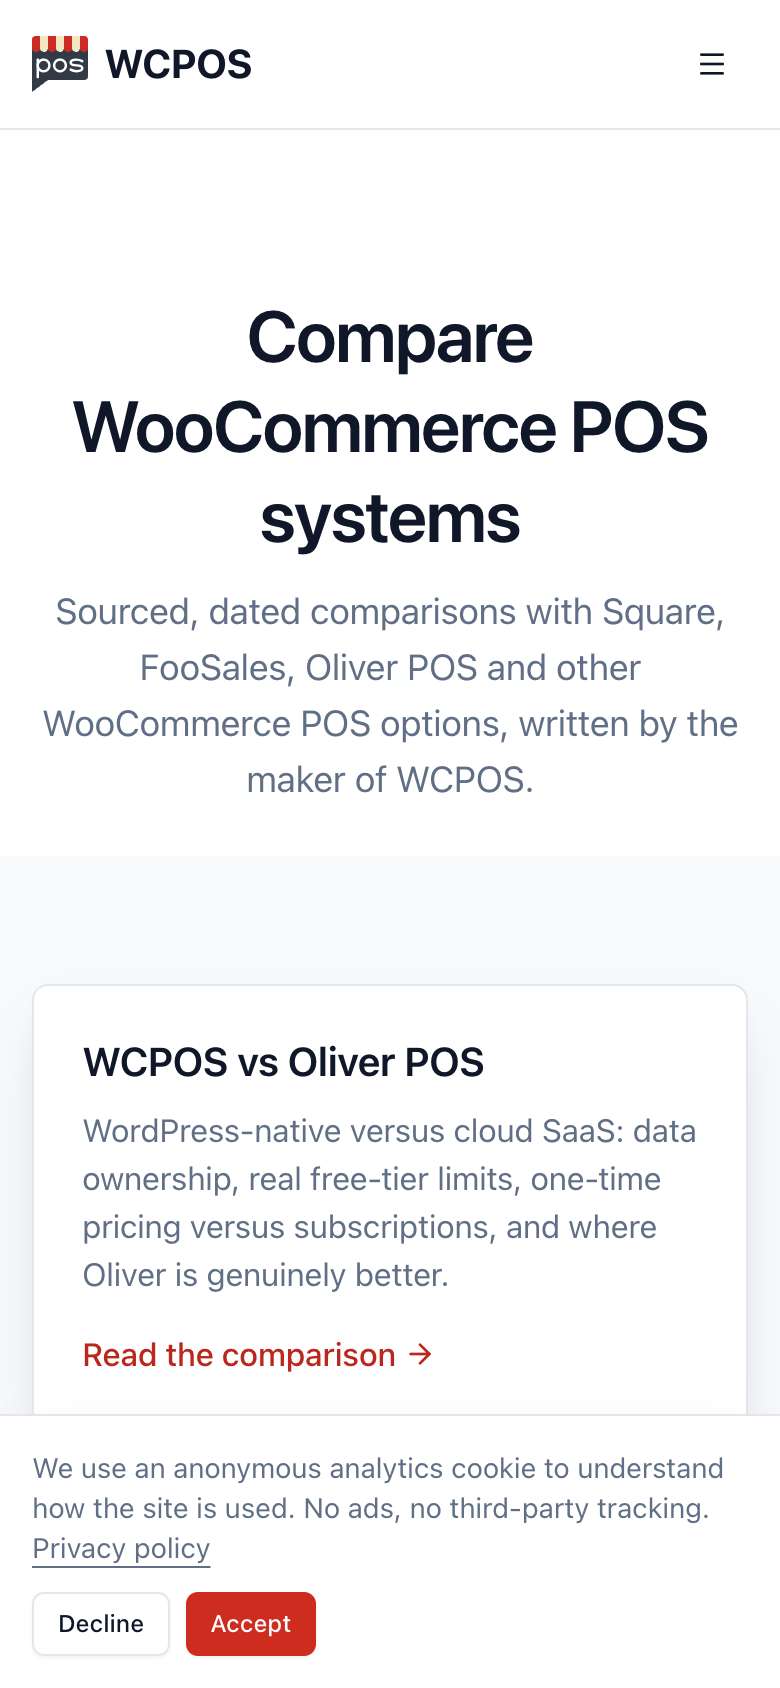 pos WCPOS
Compare
WooCommerce POS
systems
Sourced, dated comparisons with Square,
FooSales, Oliver POS and other
WooCommerce POS options, written by the
maker of WCPOS.
WCPOS vs Oliver POS
WordPress-native versus cloud SaaS: data
ownership, real free-tier limits, one-time
pricing versus subscriptions, and where
Oliver is genuinely better.
Read the comparison →
We use an anonymous analytics cookie to understand
how the site is used. No ads, no third-party tracking.
Privacy policy
Decline Accept